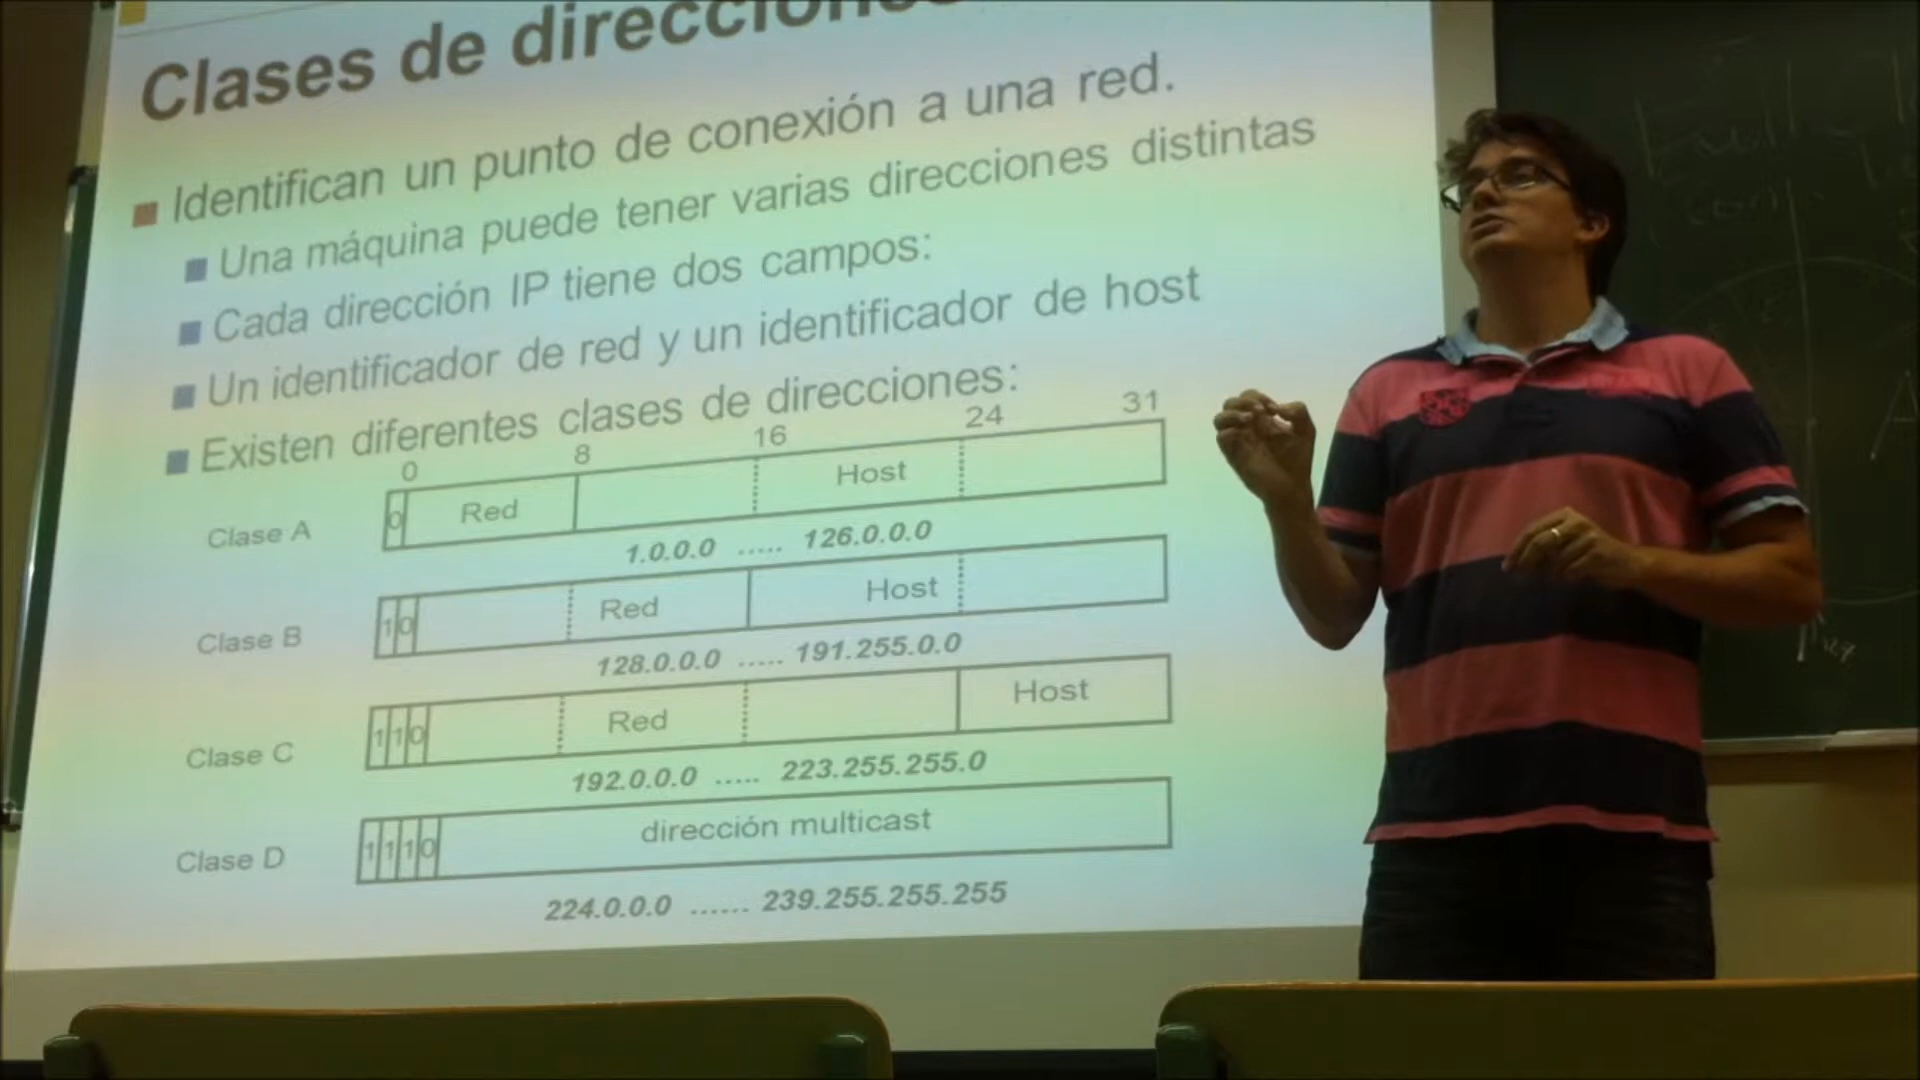 Clases de direcciones
Identifican un punto de conexión a una red.
Una máquina puede tener varias direcciones distintas
Cada dirección IP tiene dos campos:
Un identificador de red y un identificador de host
Existen diferentes clases de direcciones:
0 8 16 24 31
Clase A 0 Red Host
1.0.0.0 ..... 126.0.0.0
Clase B 1 0 Red Host
128.0.0.0 ..... 191.255.0.0
Clase C 1 1 0 Red Host
192.0.0.0 ..... 223.255.255.0
Clase D 1 1 1 0 dirección multicast
224.0.0.0 ...... 239.255.255.255